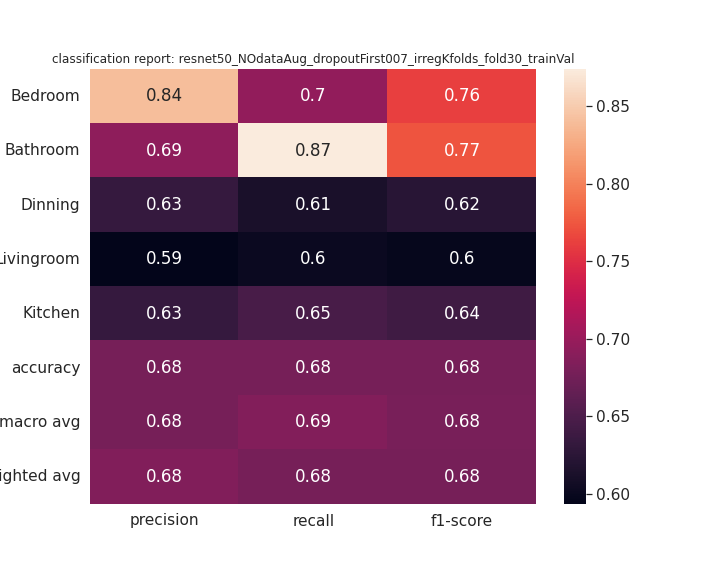 classification report: resnet50_NOdataAug_dropoutFirst007_irregKfolds_fold30_trainVal
Bedroom 0.84 0.7 0.76
Bathroom 0.69 0.87 0.77
Dinning 0.63 0.61 0.62
Livingroom 0.59 0.6 0.6
Kitchen 0.63 0.65 0.64
accuracy 0.68 0.68 0.68
macro avg 0.68 0.69 0.68
ighted avg 0.68 0.68 0.68
precision recall f1-score
0.85
0.80
0.75
0.70
0.65
0.60